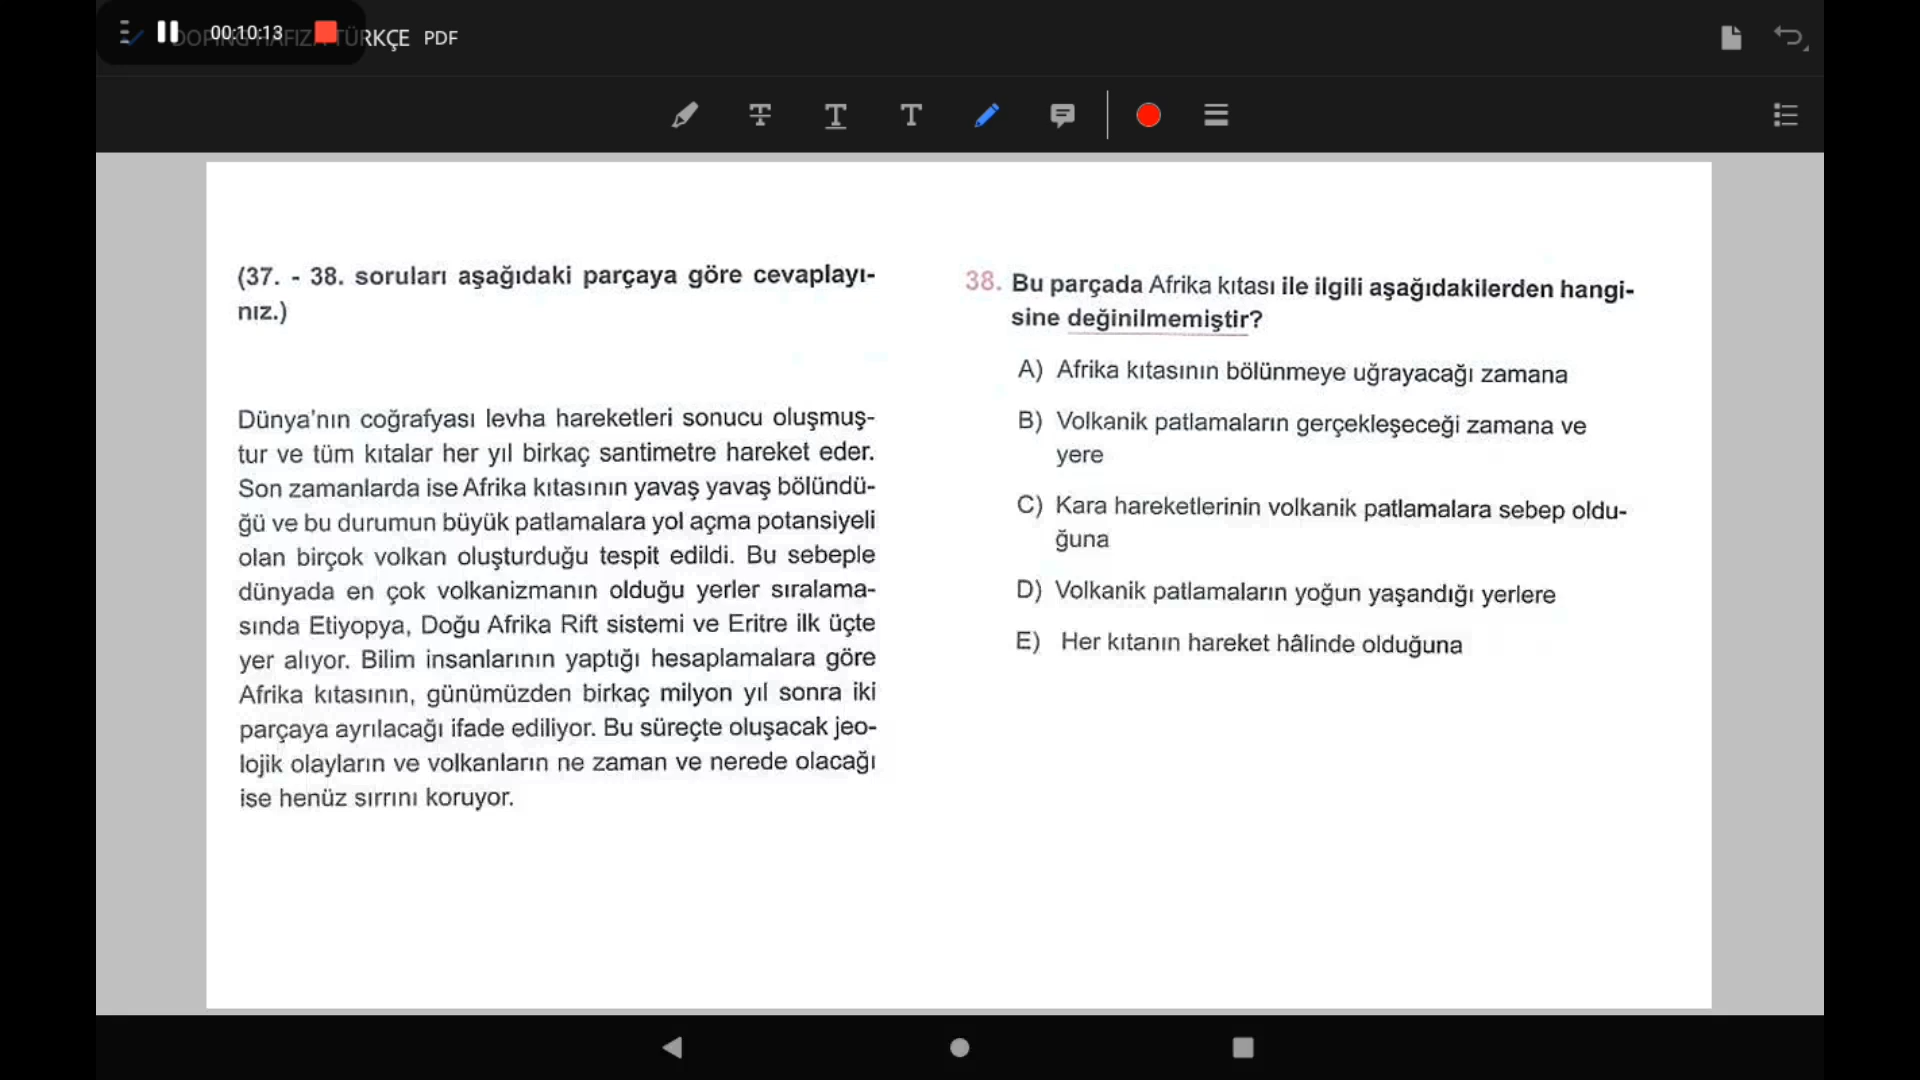 00:10:13
DOPİNG HAFIZA TÜRKÇE PDF
(37. - 38. soruları aşağıdaki parçaya göre cevaplayı-
nız.)
Dünya'nın coğrafyası levha hareketleri sonucu oluşmuş-
tur ve tüm kıtalar her yıl birkaç santimetre hareket eder.
Son zamanlarda ise Afrika kıtasının yavaş yavaş bölündü-
ğü ve bu durumun büyük patlamalara yol açma potansiyeli
olan birçok volkan oluşturduğu tespit edildi. Bu sebeple
dünyada en çok volkanizmanın olduğu yerler sıralama-
sında Etiyopya, Doğu Afrika Rift sistemi ve Eritre ilk üçte
yer alıyor. Bilim insanlarının yaptığı hesaplamalara göre
Afrika kıtasının, günümüzden birkaç milyon yıl sonra iki
parçaya ayrılacağı ifade ediliyor. Bu süreçte oluşacak jeo-
lojik olayların ve volkanların ne zaman ve nerede olacağı
ise henüz sırrını koruyor.
38. Bu parçada Afrika kıtası ile ilgili aşağıdakilerden hangi-
sine değinilmemiştir?
A) Afrika kıtasının bölünmeye uğrayacağı zamana
B) Volkanik patlamaların gerçekleşeceği zamana ve
yere
C) Kara hareketlerinin volkanik patlamalara sebep oldu-
ğuna
D) Volkanik patlamaların yoğun yaşandığı yerlere
E) Her kıtanın hareket hâlinde olduğuna